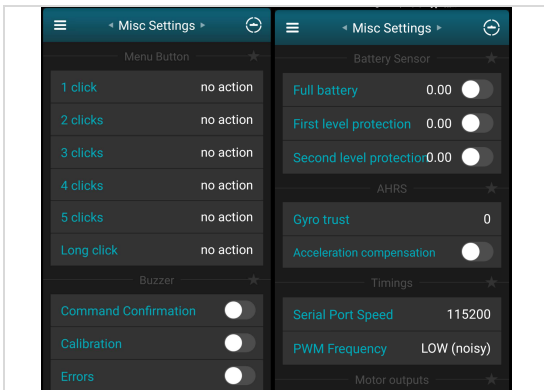 Misc Settings
Menu Button
1 click no action
2 clicks no action
3 clicks no action
4 clicks no action
5 clicks no action
Long click no action
Buzzer
Command Confirmation
Calibration
Errors
Misc Settings
Battery Sensor
Full battery 0.00
First level protection 0.00
Second level protection 0.00
AHRS
Gyro trust 0
Acceleration compensation
Timings
Serial Port Speed 115200
PWM Frequency LOW (noisy)
Motor outputs